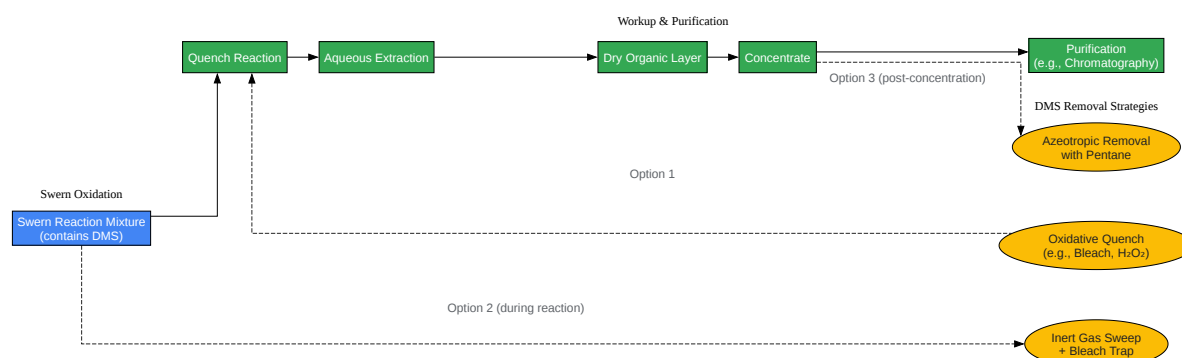 Workup & Purification
Quench Reaction
Aqueous Extraction
Dry Organic Layer
Concentrate
Purification
(e.g., Chromatography)
Option 3 (post-concentration)
DMS Removal Strategies
Azeotropic Removal
with Pentane
Option 1
Swern Oxidation
Swern Reaction Mixture
(contains DMS)
Oxidative Quench
(e.g., Bleach, H₂O₂)
Option 2 (during reaction)
Inert Gas Sweep
+ Bleach Trap